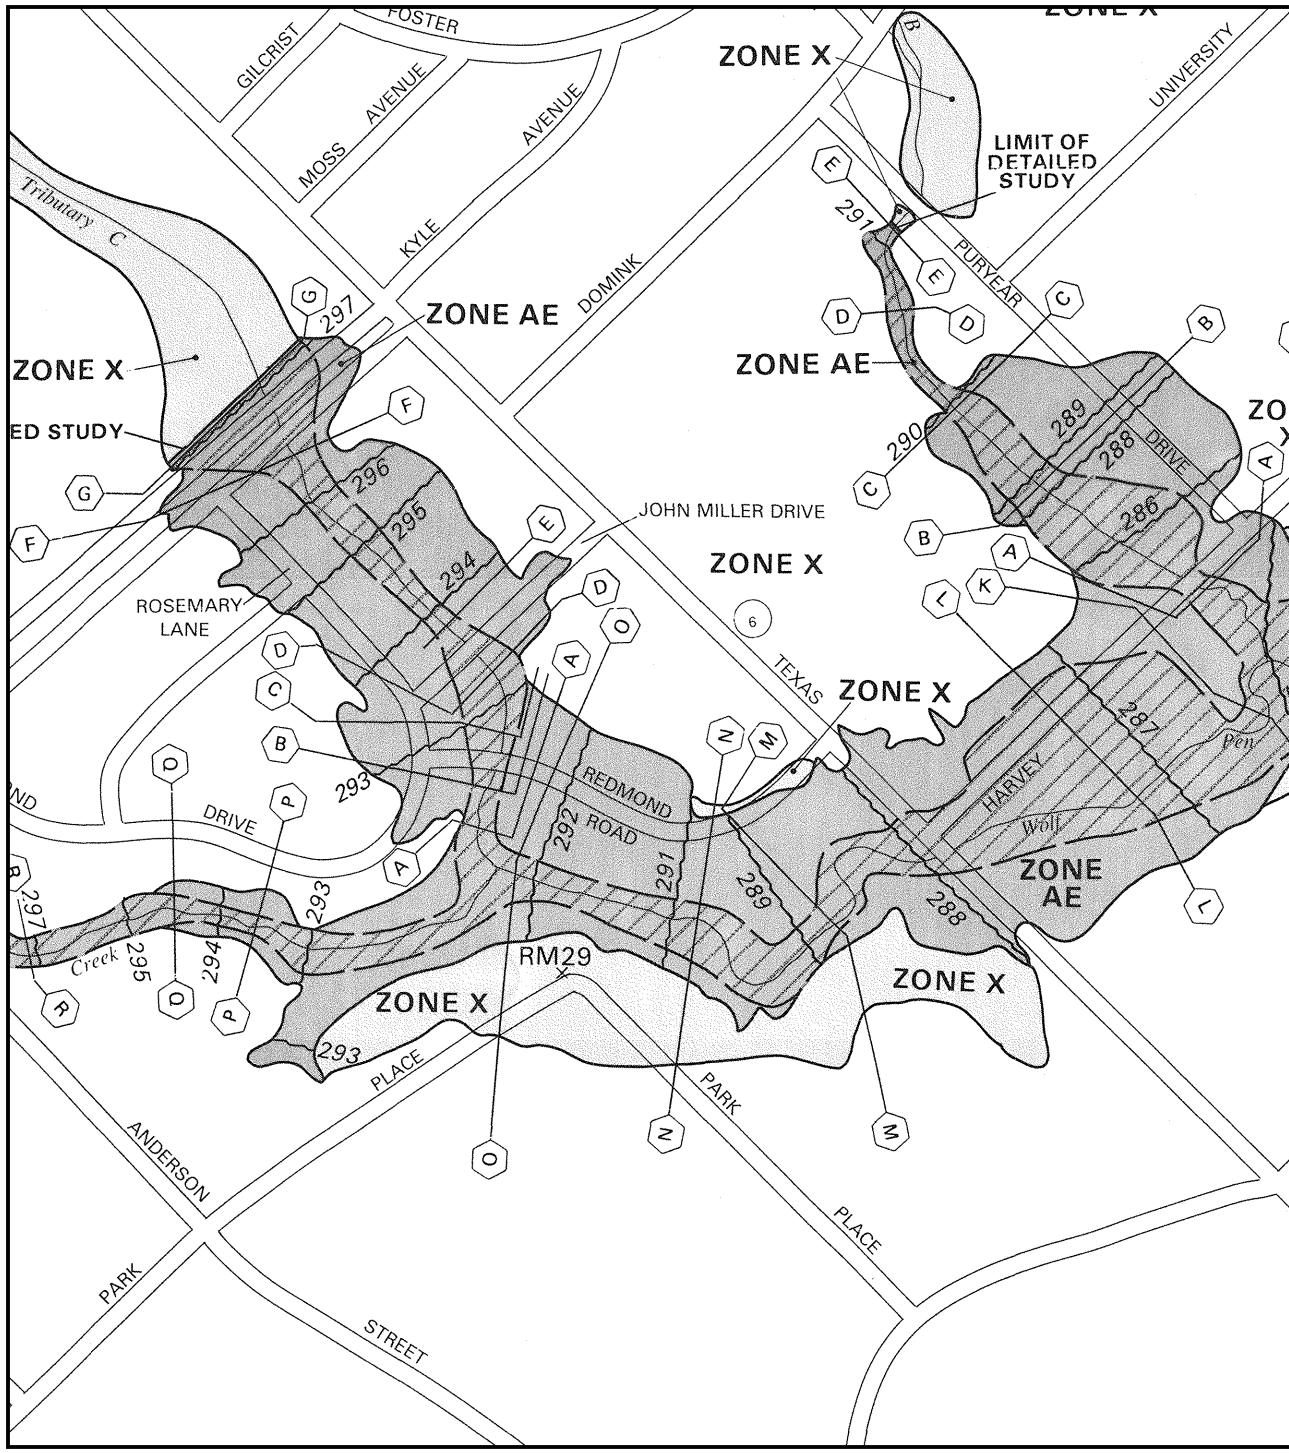 FOSTER
GILCRIST
MOSS AVENUE
KYLE AVENUE
DOMINK
UNIVERSITY
ZONE X
ZONE X
B
LIMIT OF
DETAILED
STUDY
E
291
E
PURYEAR
DRIVE
D
D
C
B
ZONE AE
290
C
289
288
286
B
A
A
K
L
Tributary C
G
297
ZONE AE
ZONE X
ED STUDY
G
F
F
296
295
294
E
JOHN MILLER DRIVE
ZONE X
6
TEXAS
ZO
X
ROSEMARY
LANE
D
O
A
D
C
B
293
A
ZONE X
N
M
287
Pen
HARVEY
Wolf
ZONE
AE
L
REDMOND
ROAD
292
291
289
288
Q
P
OND
DRIVE
R
297
295
294
293
Creek
R
Q
P
RM29
ZONE X
ZONE X
293
PLACE
PARK
O
N
M
ANDERSON
PLACE
PARK
STREET